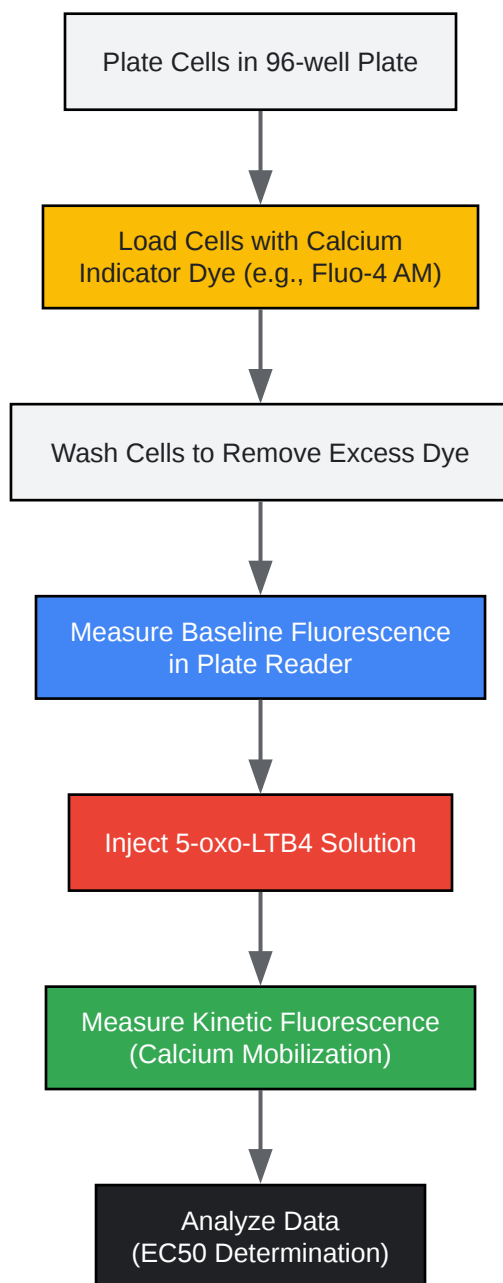 Plate Cells in 96-well Plate
Load Cells with Calcium
Indicator Dye (e.g., Fluo-4 AM)
Wash Cells to Remove Excess Dye
Measure Baseline Fluorescence
in Plate Reader
Inject 5-oxo-LTB4 Solution
Measure Kinetic Fluorescence
(Calcium Mobilization)
Analyze Data
(EC50 Determination)